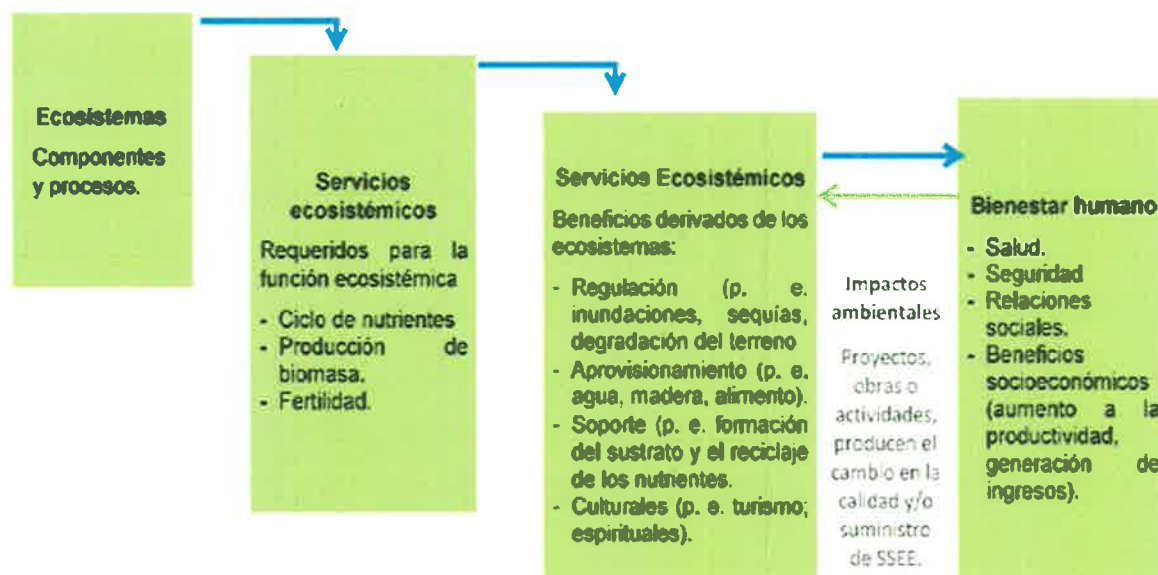 Ecosistemas
Componentes
y procesos.
Servicios
ecosistémicos
Requeridos para la
función ecosistémica
- Ciclo de nutrientes
- Producción de
biomasa.
- Fertilidad.
Servicios Ecosistémicos
Beneficios derivados de los
ecosistemas:
- Regulación (p. e.
inundaciones, sequías,
degradación del terreno
- Aprovisionamiento (p. e.
agua, madera, alimento).
- Soporte (p. e. formación
del sustrato y el reciclaje
de los nutrientes.
- Culturales (p. e. turismo;
espirituales).
Impactos
ambientales
Proyectos,
obras o
actividades,
producen el
cambio en la
calidad y/o
suministro
de SSEE.
Bienestar humano
- Salud.
- Seguridad
- Relaciones
sociales.
- Beneficios
socioeconómicos
(aumento a la
productividad,
generación de
ingresos).